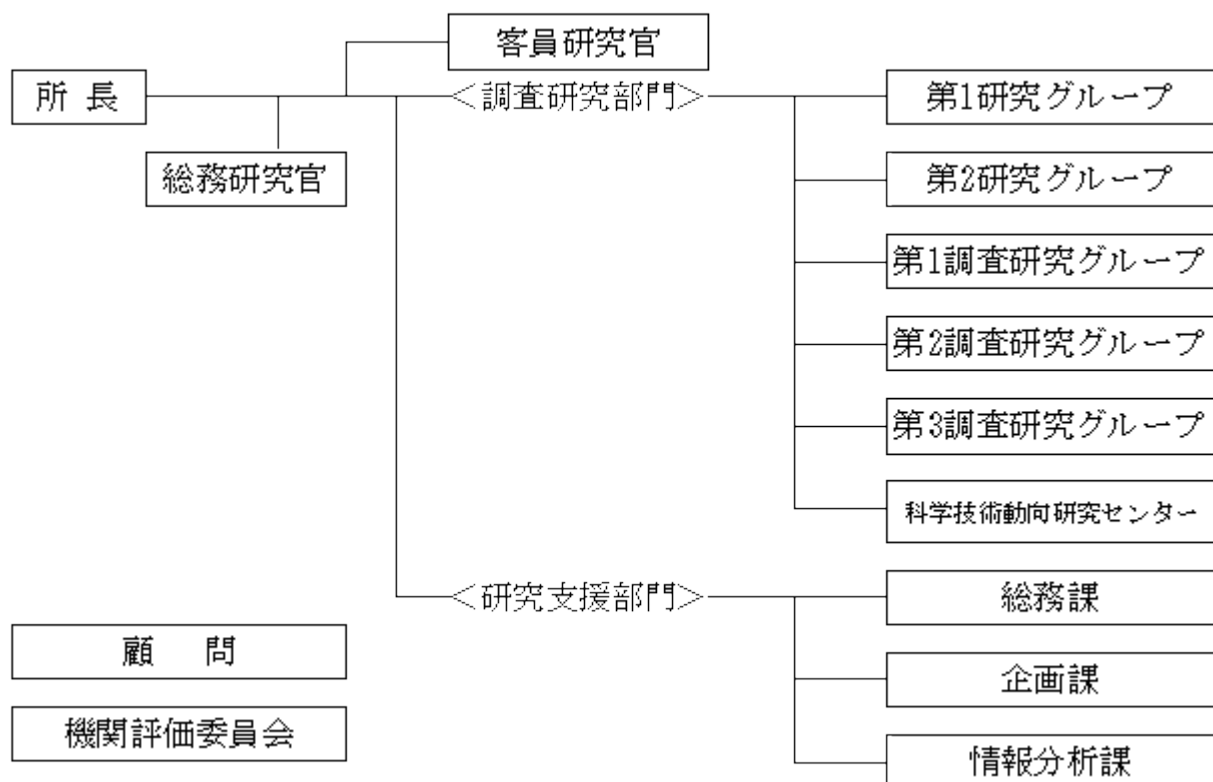 客員研究官
所 長
<調査研究部門>
第1研究グループ
総務研究官
第2研究グループ
第1調査研究グループ
第2調査研究グループ
第3調査研究グループ
科学技術動向研究センター
<研究支援部門>
総務課
顧 問
企画課
機関評価委員会
情報分析課